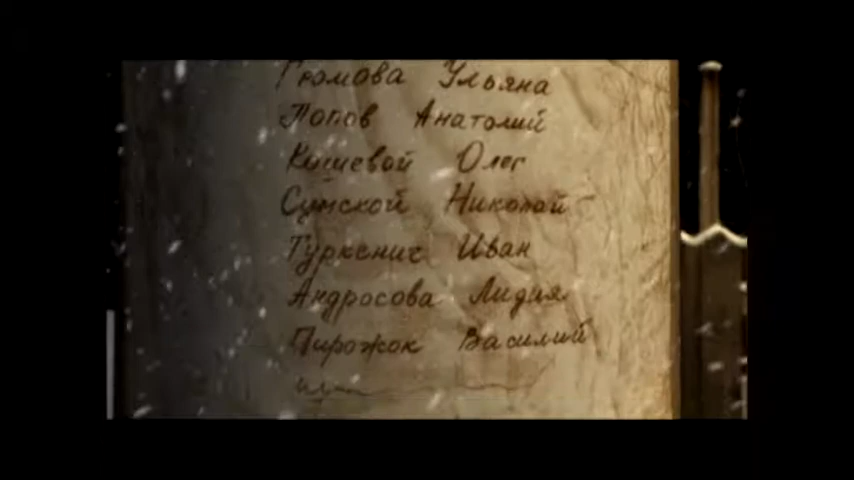 Громова Ульяна
Попов Анатолий
Кошевой Олег
Сумской Николай
Туркенич Иван
Андросова Лидия
Пирожок Василий